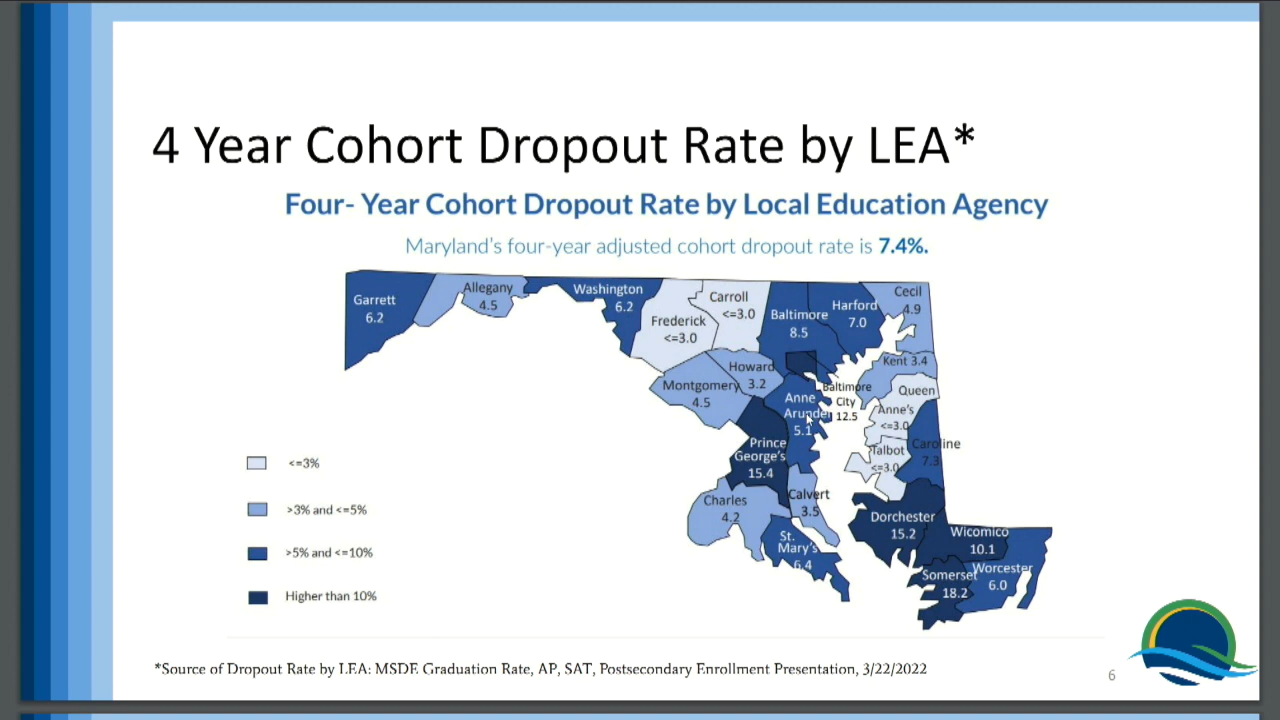 4 Year Cohort Dropout Rate by LEA*
Four- Year Cohort Dropout Rate by Local Education Agency
Maryland's four-year adjusted cohort dropout rate is 7.4%.
Garrett
6.2
Allegany
4.5
Washington
6.2
Frederick
<=3.0
Carroll
<=3.0
Baltimore
8.5
Harford
7.0
Cecil
4.9
Kent 3.4
Howard
3.2
Montgomery
4.5
Baltimore
City
12.5
Anne
Arundel
5.1
Queen
Anne's
<=3.0
Talbot
<=3.0
Caroline
7.3
Prince
George's
15.4
Charles
4.2
Calvert
3.5
St.
Mary's
6.4
Dorchester
15.2
Wicomico
10.1
Somerset
18.2
Worcester
6.0
<=3%
>3% and <=5%
>5% and <=10%
Higher than 10%
*Source of Dropout Rate by LEA: MSDE Graduation Rate, AP, SAT, Postsecondary Enrollment Presentation, 3/22/2022
6